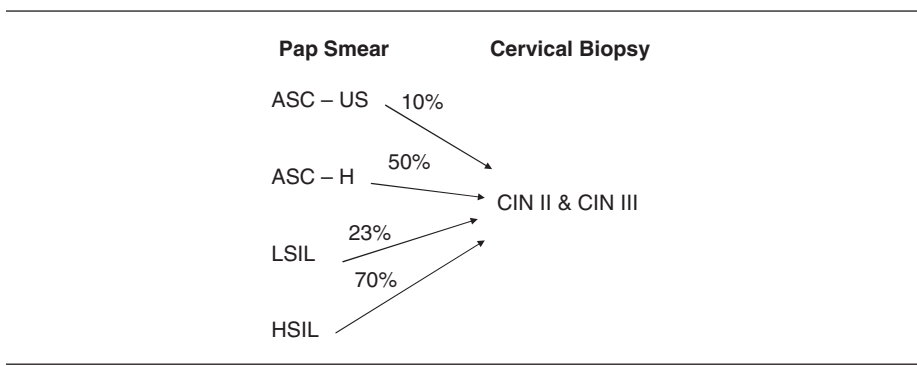 Pap Smear Cervical Biopsy
ASC – US 10%
ASC – H 50%
CIN II & CIN III
LSIL 23%
70%
HSIL